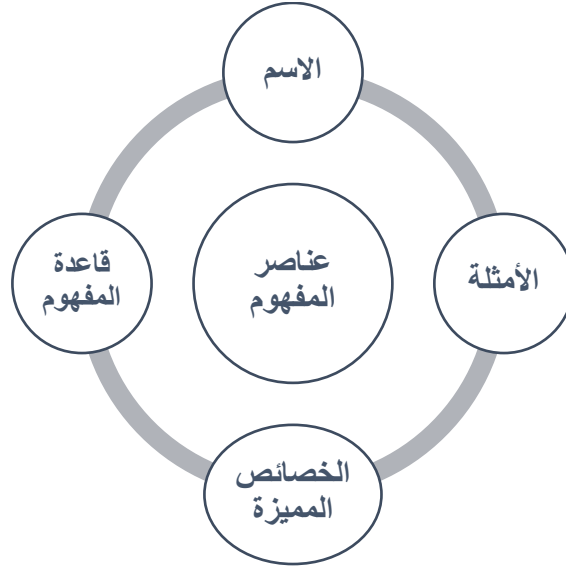 الاسم
عناصر
المفهوم
الأمثلة
قاعدة
المفهوم
الخصائص
المميزة